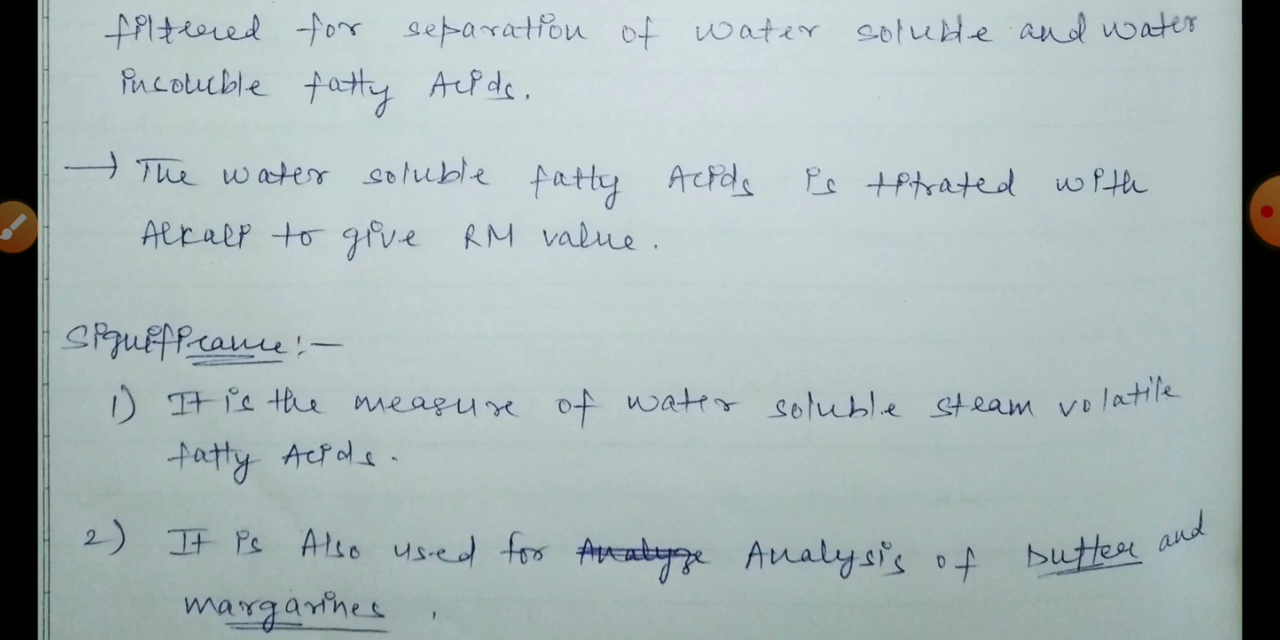 filtered for separation of water soluble and water
insoluble fatty Acids.
→ The water soluble fatty Acids is titrated with
Alkali to give RM value.
Significance:-
1) It is the measure of water soluble steam volatile
fatty Acids.
2) It is Also used for Analyze Analysis of Butter and
margarines.